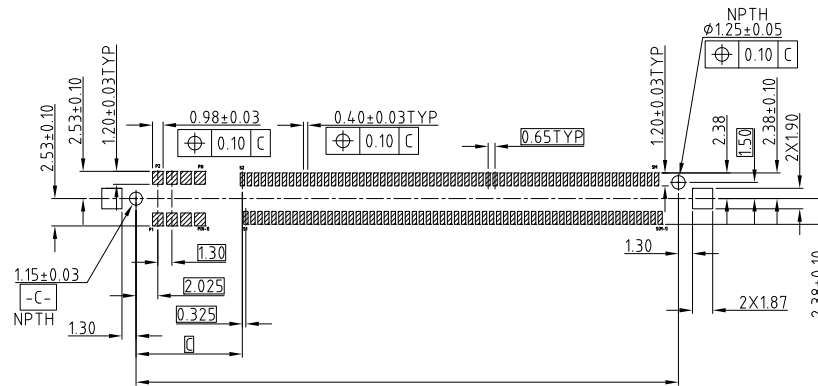 NPTH
ϕ1.25±0.05
⌖ 0.10 C
2.53±0.10
2.53±0.10
1.20±0.03TYP
0.98±0.03
⌖ 0.10 C
0.40±0.03TYP
⌖ 0.10 C
0.65TYP
1.20±0.03TYP
2.38
1.50
2.38±0.10
2X1.90
P2
S2
P1
S1
1.15±0.03
-C-
NPTH
1.30
1.30
2.025
0.325
C
1.30
2X1.87
2.38±0.10